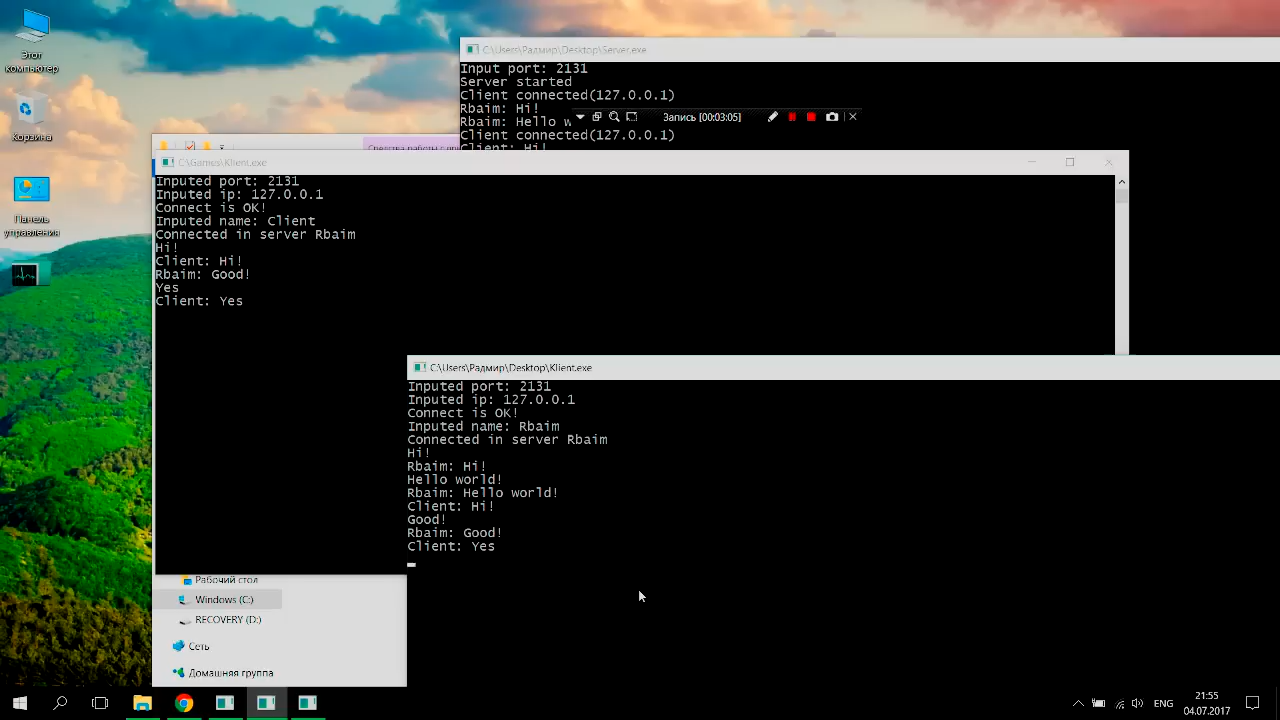 Этот
компьютер
Корзина
Панель
управления
C:\Users\Радмир\Desktop\Server.exe
Input port: 2131
Server started
Client connected(127.0.0.1)
Rbaim: Hi!
Rbaim: Hello w
Запись [00:03:05]
Client connected(127.0.0.1)
Client: Hi!
Средства работы с
C:\Games\Klient.exe
Inputed port: 2131
Inputed ip: 127.0.0.1
Connect is OK!
Inputed name: Client
Connected in server Rbaim
Hi!
Client: Hi!
Rbaim: Good!
Yes
Client: Yes
C:\Users\Радмир\Desktop\Klient.exe
Inputed port: 2131
Inputed ip: 127.0.0.1
Connect is OK!
Inputed name: Rbaim
Connected in server Rbaim
Hi!
Rbaim: Hi!
Hello world!
Rbaim: Hello world!
Client: Hi!
Good!
Rbaim: Good!
Client: Yes
Рабочий стол
Windows (C:)
RECOVERY (D:)
Сеть
Домашняя группа
ENG
21:55
04.07.2017